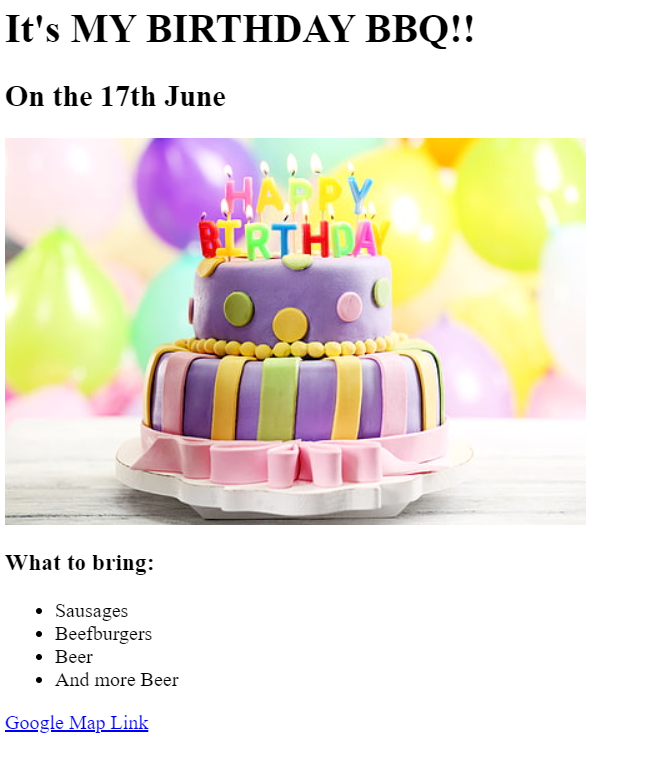 It's MY BIRTHDAY BBQ!!
On the 17th June
HAPPY
BIRTHDAY
What to bring:
Sausages
Beefburgers
Beer
And more Beer
Google Map Link